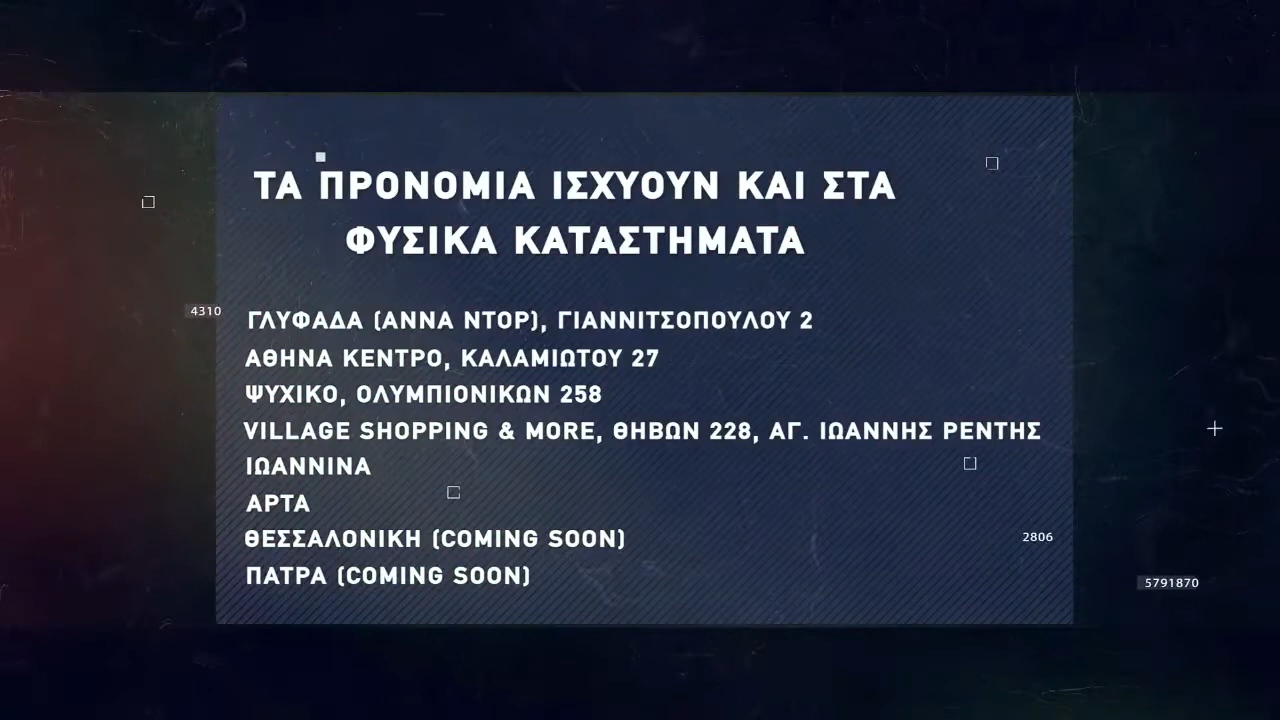 ΤΑ ΠΡΟΝΟΜΙΑ ΙΣΧΥΟΥΝ ΚΑΙ ΣΤΑ
ΦΥΣΙΚΑ ΚΑΤΑΣΤΗΜΑΤΑ
4310
ΓΛΥΦΑΔΑ (ΑΝΝΑ ΝΤΟΡ), ΓΙΑΝΝΙΤΣΟΠΟΥΛΟΥ 2
ΑΘΗΝΑ ΚΕΝΤΡΟ, ΚΑΛΑΜΙΩΤΟΥ 27
ΨΥΧΙΚΟ, ΟΛΥΜΠΙΟΝΙΚΩΝ 258
VILLAGE SHOPPING & MORE, ΘΗΒΩΝ 228, ΑΓ. ΙΩΑΝΝΗΣ ΡΕΝΤΗΣ
ΙΩΑΝΝΙΝΑ
ΑΡΤΑ
ΘΕΣΣΑΛΟΝΙΚΗ (COMING SOON)
2806
ΠΑΤΡΑ (COMING SOON)
5791870